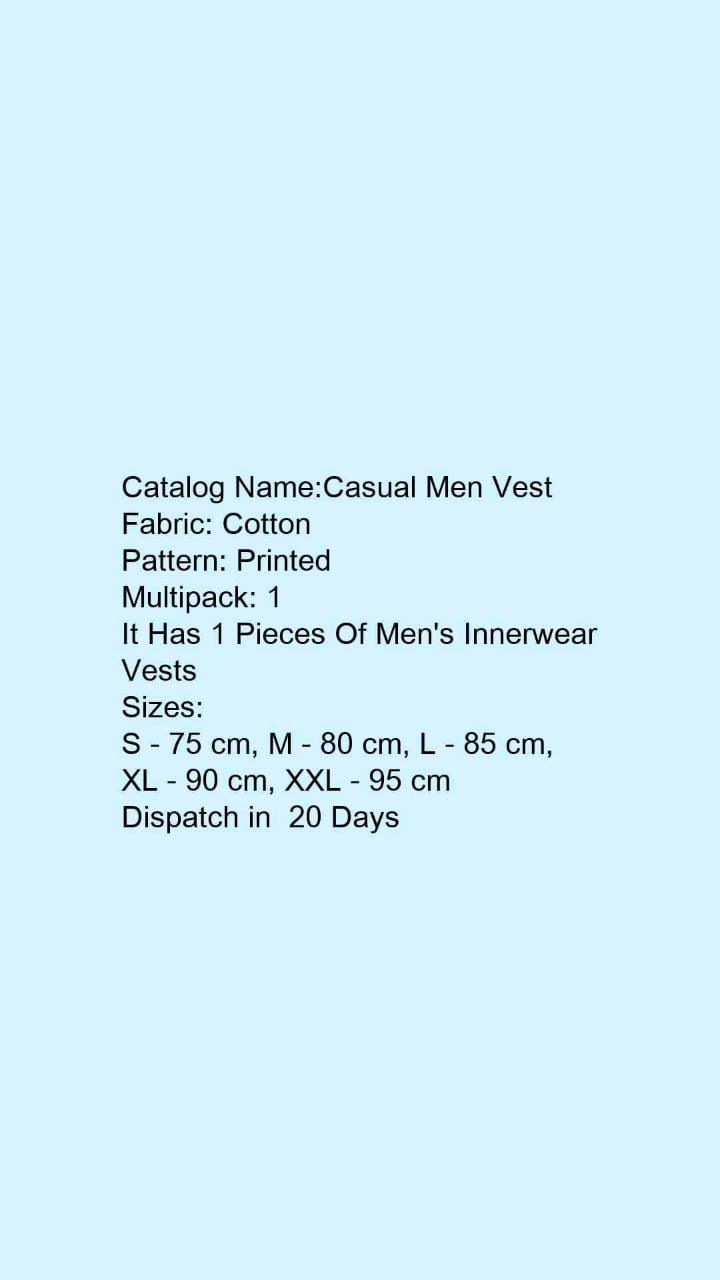 Catalog Name:Casual Men Vest
Fabric: Cotton
Pattern: Printed
Multipack: 1
It Has 1 Pieces Of Men's Innerwear
Vests
Sizes:
S - 75 cm, M - 80 cm, L - 85 cm,
XL - 90 cm, XXL - 95 cm
Dispatch in  20 Days